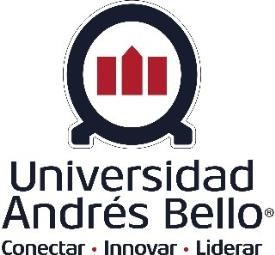 Universidad
Andrés Bello®
Conectar • Innovar • Liderar